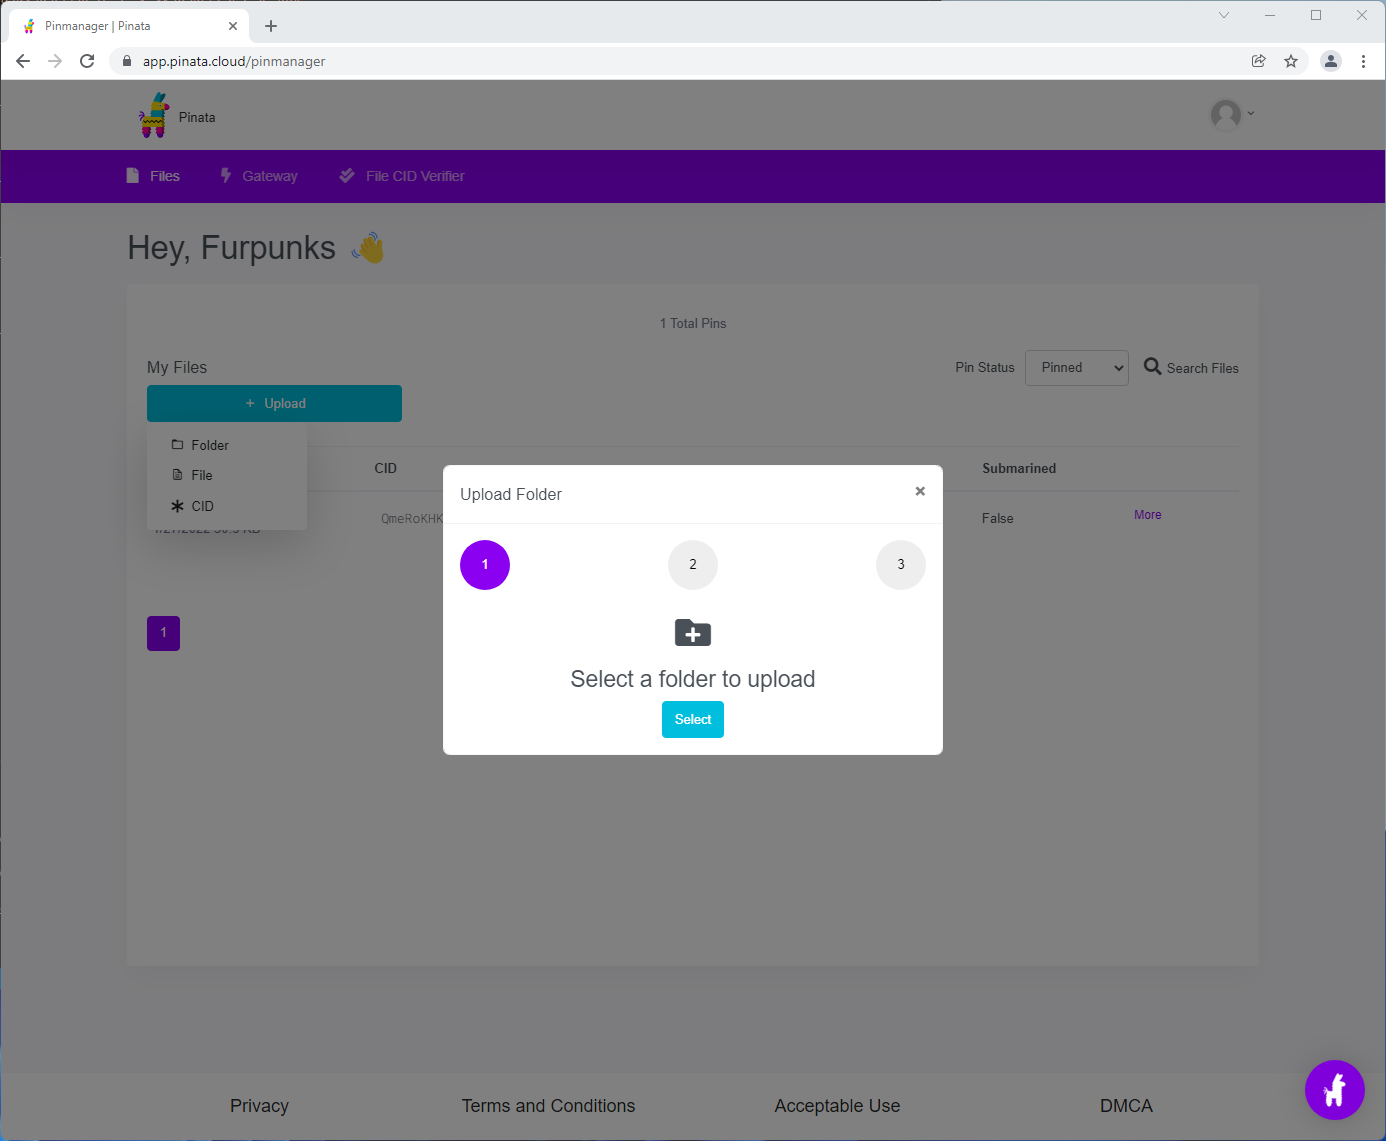 Pinmanager | Pinata
app.pinata.cloud/pinmanager
Pinata
Files Gateway File CID Verifier
Hey, Furpunks
1 Total Pins
My Files Pin Status Pinned Search Files
+ Upload
Folder
File
CID
CID Submarined
QmeRoKHK False More
Upload Folder ×
1 2 3
Select a folder to upload
Select
1
Privacy Terms and Conditions Acceptable Use DMCA